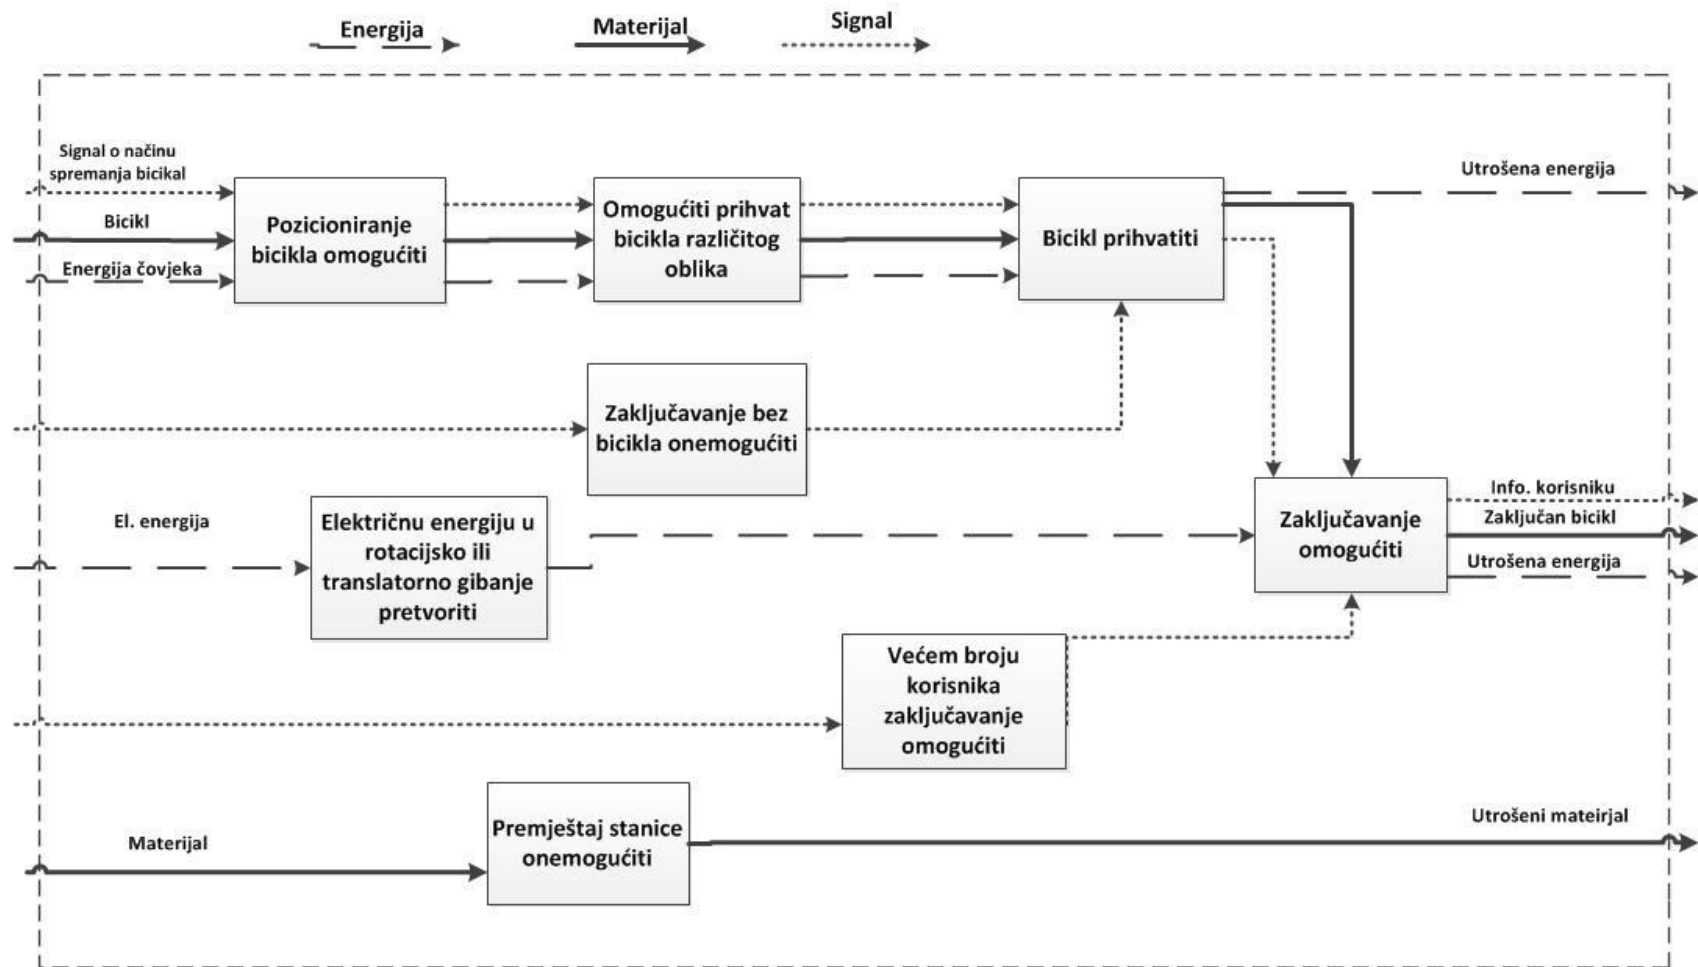 Energija
Materijal
Signal
Signal o načinu
spremanja bicikal
Bicikl
Energija čovjeka
Pozicioniranje
bicikla omogućiti
Omogućiti prihvat
bicikla različitog
oblika
Bicikl prihvatiti
Utrošena energija
Zaključavanje bez
bicikla onemogućiti
El. energija
Električnu energiju u
rotacijsko ili
translatorno gibanje
pretvoriti
Zaključavanje
omogućiti
Info. korisniku
Zaključan bicikl
Utrošena energija
Većem broju
korisnika
zaključavanje
omogućiti
Materijal
Premještaj stanice
onemogućiti
Utrošeni mateirjal